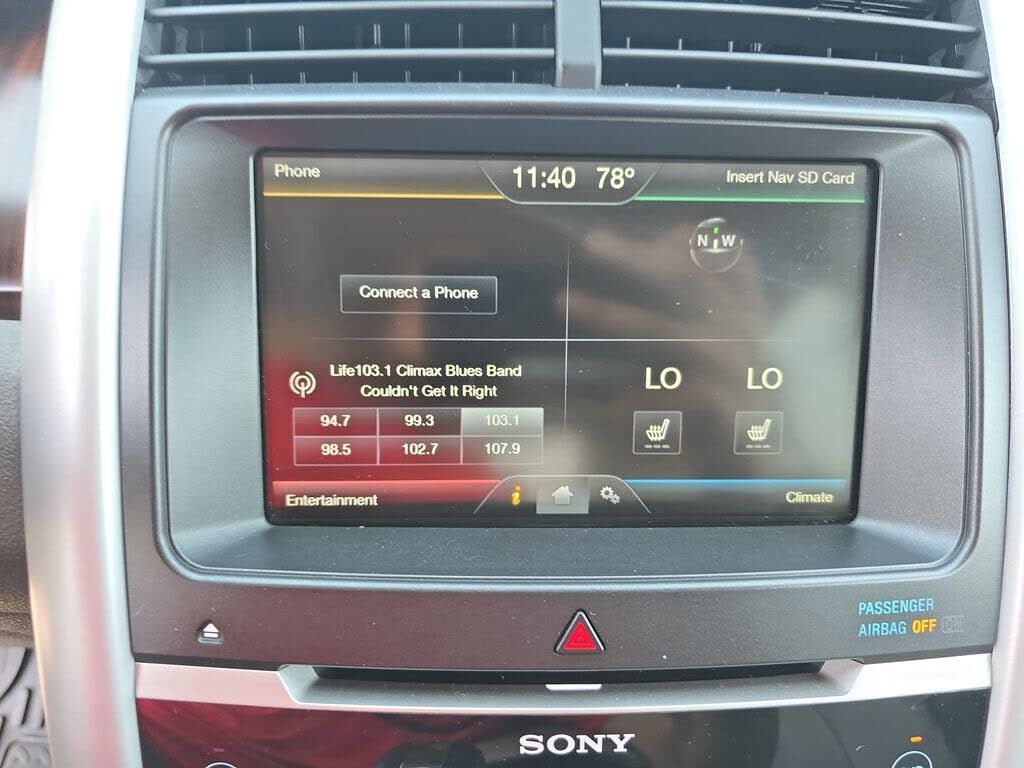 Phone
11:40 78°
Insert Nav SD Card
N W
Connect a Phone
Life103.1 Climax Blues Band
Couldn't Get It Right
94.7 99.3 103.1
98.5 102.7 107.9
LO LO
Entertainment
i
Climate
PASSENGER
AIRBAG OFF ON
SONY